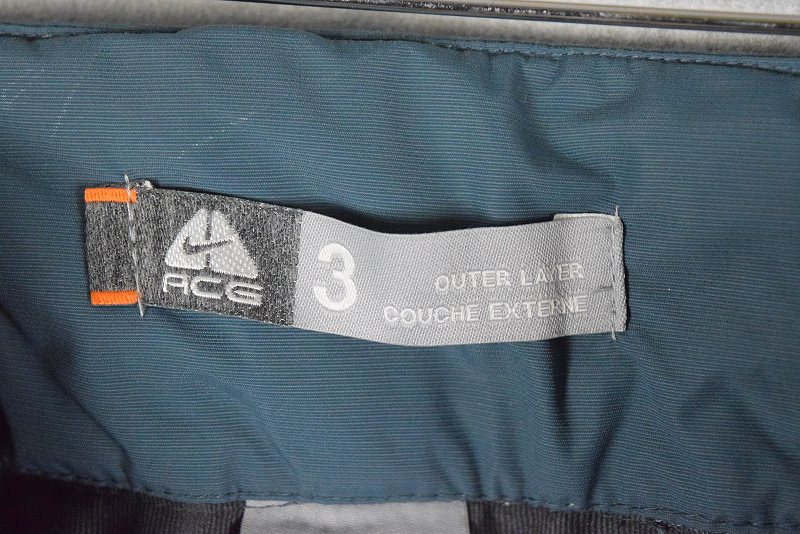 ACG
3
OUTER LAYER
COUCHE EXTERNE